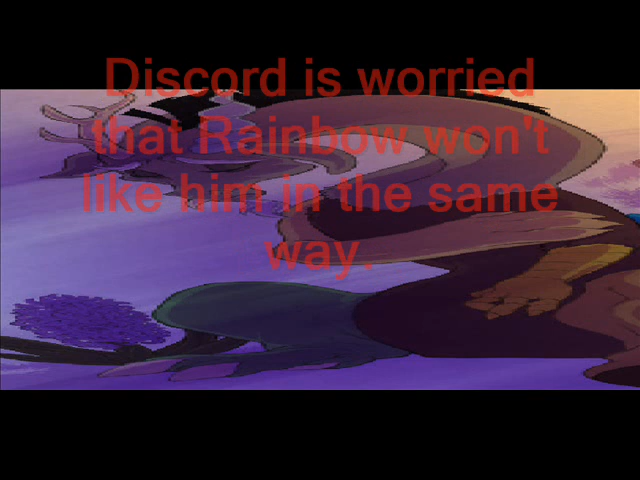 Discord is worried
that Rainbow won't
like him in the same
way.